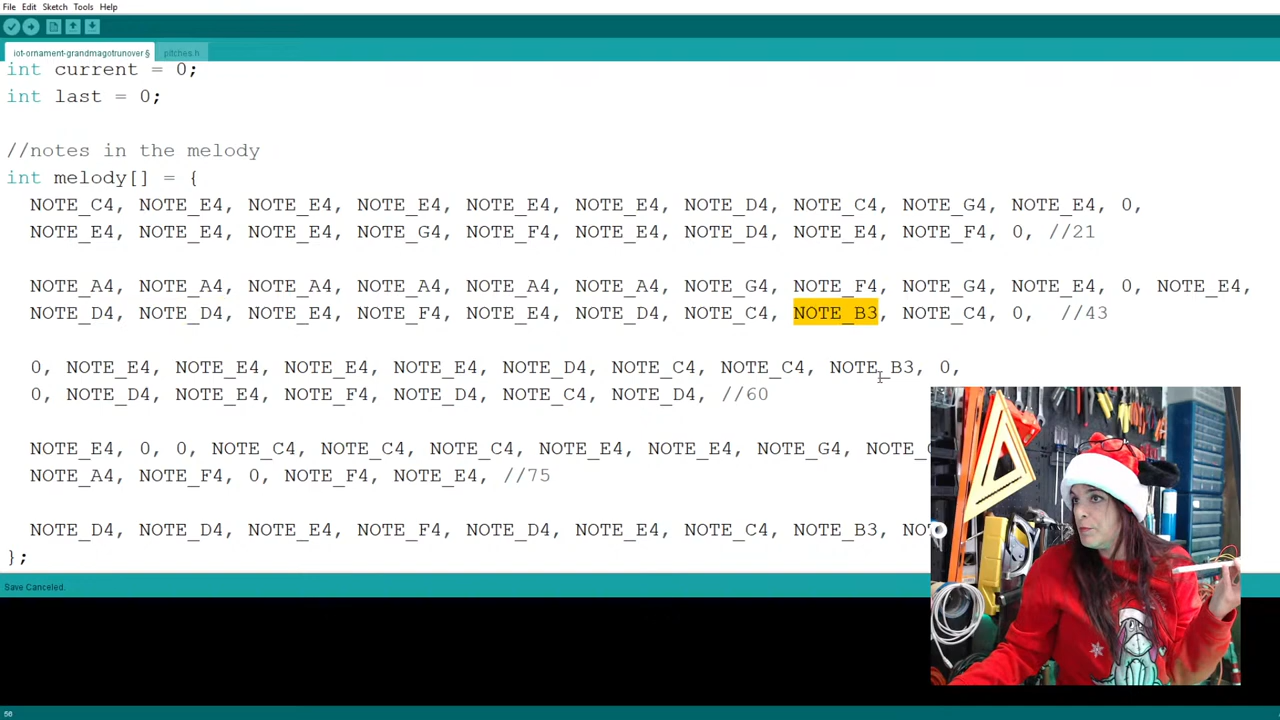 File Edit Sketch Tools Help
iot-ornament-grandmagotrunover § pitches.h
int current = 0;
int last = 0;
//notes in the melody
int melody[] = {
NOTE_C4, NOTE_E4, NOTE_E4, NOTE_E4, NOTE_E4, NOTE_E4, NOTE_D4, NOTE_C4, NOTE_G4, NOTE_E4, 0,
NOTE_E4, NOTE_E4, NOTE_E4, NOTE_G4, NOTE_F4, NOTE_E4, NOTE_D4, NOTE_E4, NOTE_F4, 0, //21
NOTE_A4, NOTE_A4, NOTE_A4, NOTE_A4, NOTE_A4, NOTE_A4, NOTE_G4, NOTE_F4, NOTE_G4, NOTE_E4, 0, NOTE_E4,
NOTE_D4, NOTE_D4, NOTE_E4, NOTE_F4, NOTE_E4, NOTE_D4, NOTE_C4, NOTE_B3, NOTE_C4, 0, //43
0, NOTE_E4, NOTE_E4, NOTE_E4, NOTE_E4, NOTE_D4, NOTE_C4, NOTE_C4, NOTE_B3, 0,
0, NOTE_D4, NOTE_E4, NOTE_F4, NOTE_D4, NOTE_C4, NOTE_D4, //60
NOTE_E4, 0, 0, NOTE_C4, NOTE_C4, NOTE_C4, NOTE_E4, NOTE_E4, NOTE_G4,
NOTE_A4, NOTE_F4, 0, NOTE_F4, NOTE_E4, //75
NOTE_D4, NOTE_D4, NOTE_E4, NOTE_F4, NOTE_D4, NOTE_E4, NOTE_C4, NOTE_B3,
};
Save Canceled.